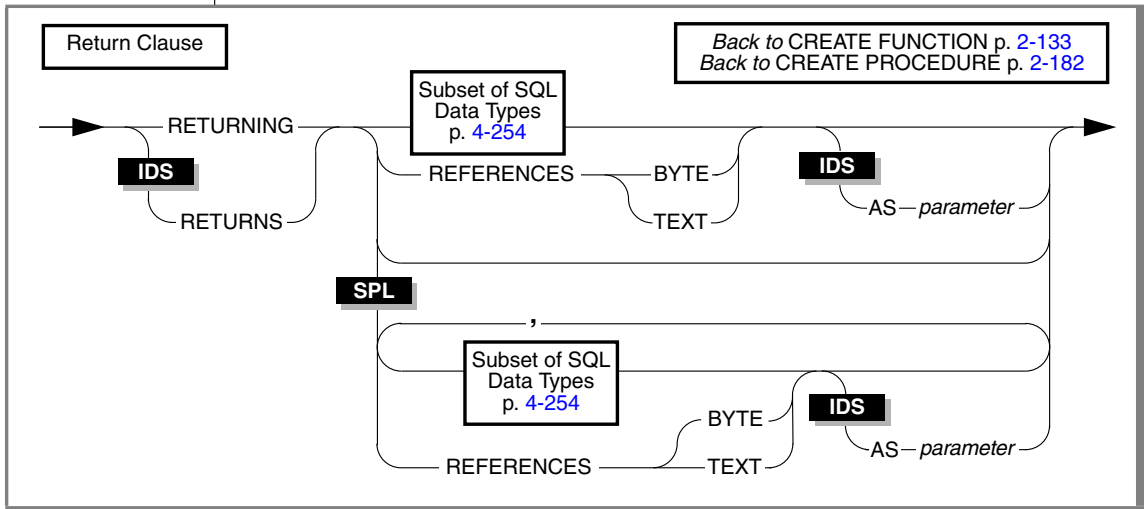 Return Clause
Back to CREATE FUNCTION p. 2-133
Back to CREATE PROCEDURE p. 2-182
Subset of SQL
Data Types
p. 4-254
RETURNING
IDS
RETURNS
REFERENCES
BYTE
TEXT
IDS
AS
parameter
SPL
,
Subset of SQL
Data Types
p. 4-254
REFERENCES
BYTE
TEXT
IDS
AS
parameter